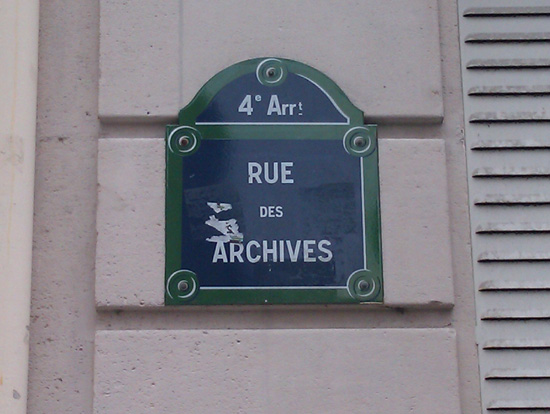 4e Arrt
RUE
DES
ARCHIVES